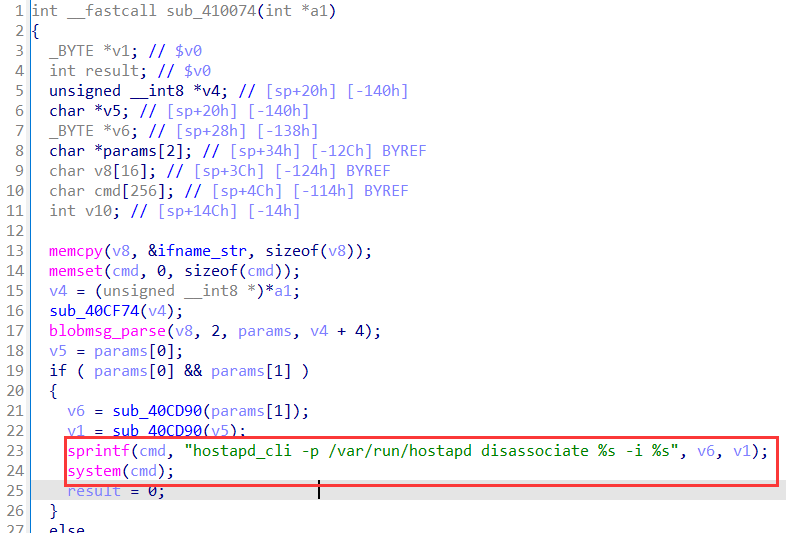 1 int __fastcall sub_410074(int *a1)
2 {
3 _BYTE *v1; // $v0
4 int result; // $v0
5 unsigned __int8 *v4; // [sp+20h] [-140h]
6 char *v5; // [sp+20h] [-140h]
7 _BYTE *v6; // [sp+28h] [-138h]
8 char *params[2]; // [sp+34h] [-12Ch] BYREF
9 char v8[16]; // [sp+3Ch] [-124h] BYREF
10 char cmd[256]; // [sp+4Ch] [-114h] BYREF
11 int v10; // [sp+14Ch] [-14h]
12
13 memcpy(v8, &ifname_str, sizeof(v8));
14 memset(cmd, 0, sizeof(cmd));
15 v4 = (unsigned __int8 *)*a1;
16 sub_40CF74(v4);
17 blobmsg_parse(v8, 2, params, v4 + 4);
18 v5 = params[0];
19 if ( params[0] && params[1] )
20 {
21 v6 = sub_40CD90(params[1]);
22 v1 = sub_40CD90(v5);
23 sprintf(cmd, "hostapd_cli -p /var/run/hostapd disassociate %s -i %s", v6, v1);
24 system(cmd);
25 result = 0;
26 }
27 else